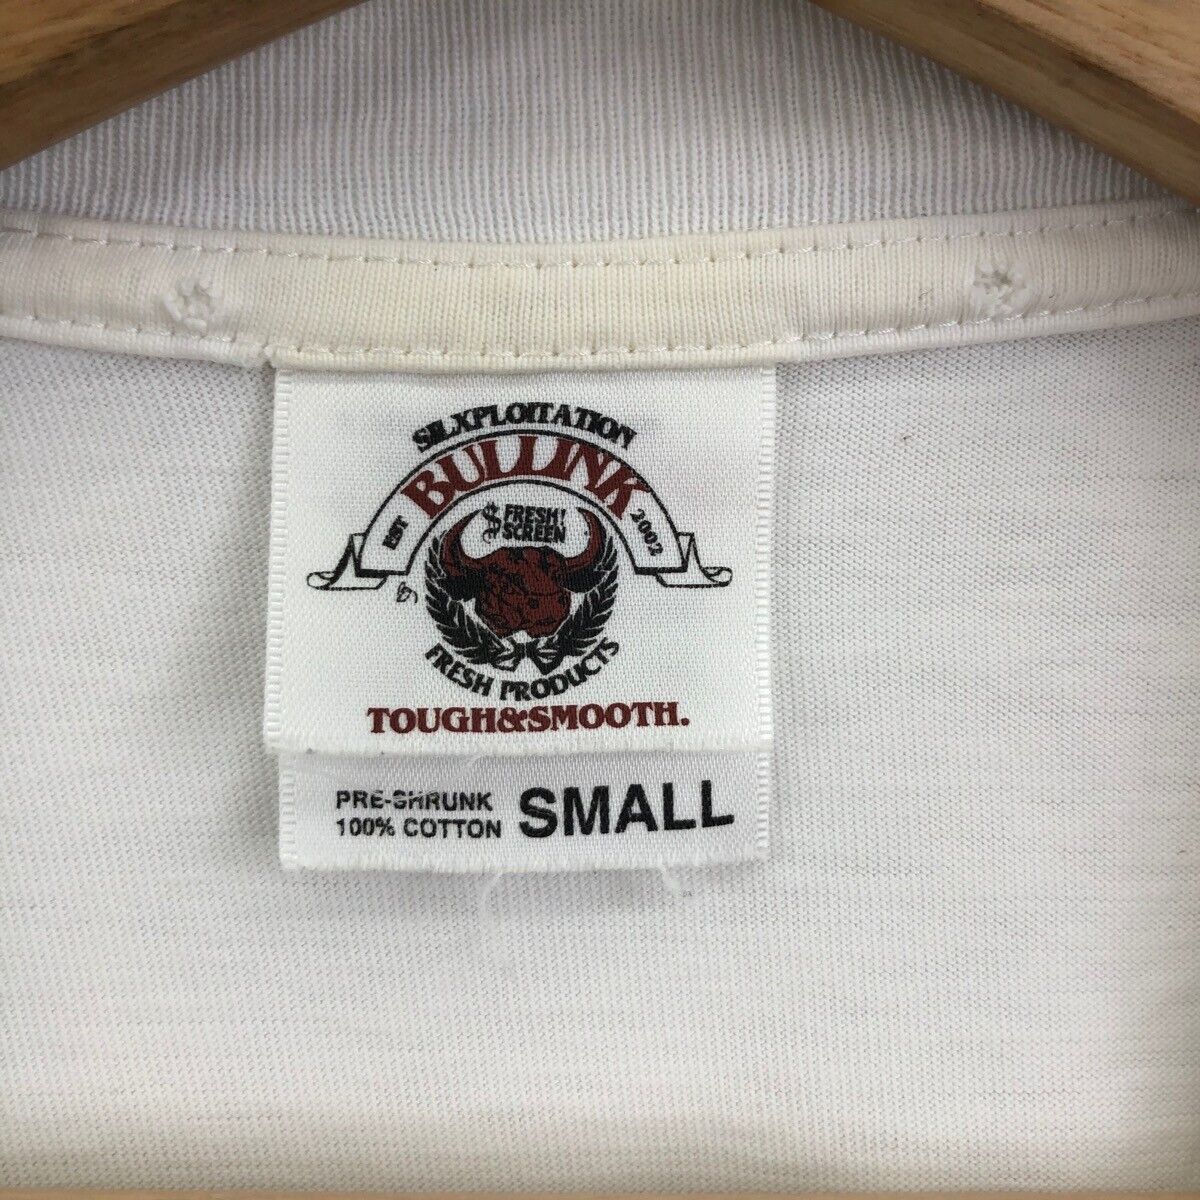 SILXPLOITATION
BULLINK
EST 2002
$ FRESH!
SCREEN
FRESH PRODUCTS
TOUGH&SMOOTH.
PRE-SHRUNK
100% COTTON
SMALL